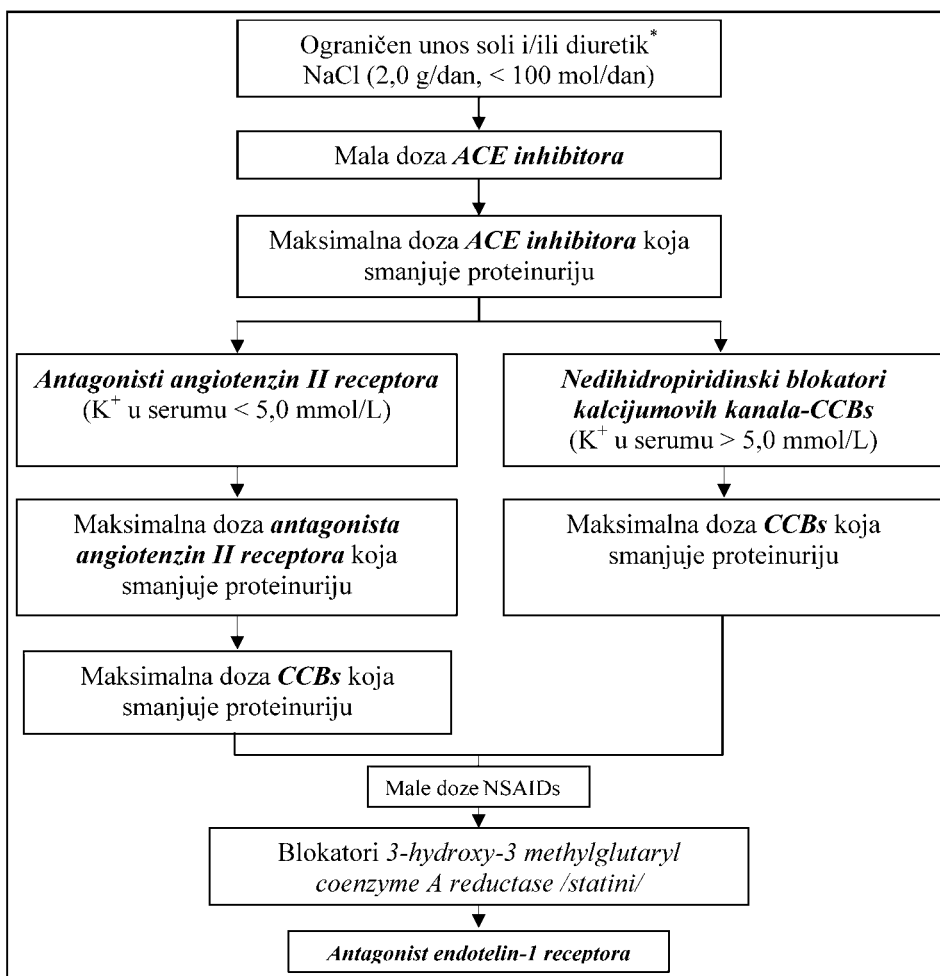 Ograničen unos soli i/ili diuretik*
NaCl (2,0 g/dan, < 100 mol/dan)
Mala doza ACE inhibitora
Maksimalna doza ACE inhibitora koja
smanjuje proteinuriju
Antagonisti angiotenzin II receptora
(K+ u serumu < 5,0 mmol/L)
Nedihidropiridinski blokatori
kalcijumovih kanala-CCBs
(K+ u serumu > 5,0 mmol/L)
Maksimalna doza antagonista
angiotenzin II receptora koja
smanjuje proteinuriju
Maksimalna doza CCBs koja
smanjuje proteinuriju
Maksimalna doza CCBs koja
smanjuje proteinuriju
Male doze NSAIDs
Blokatori 3-hydroxy-3 methylglutaryl
coenzyme A reductase /statini/
Antagonist endotelin-1 receptora